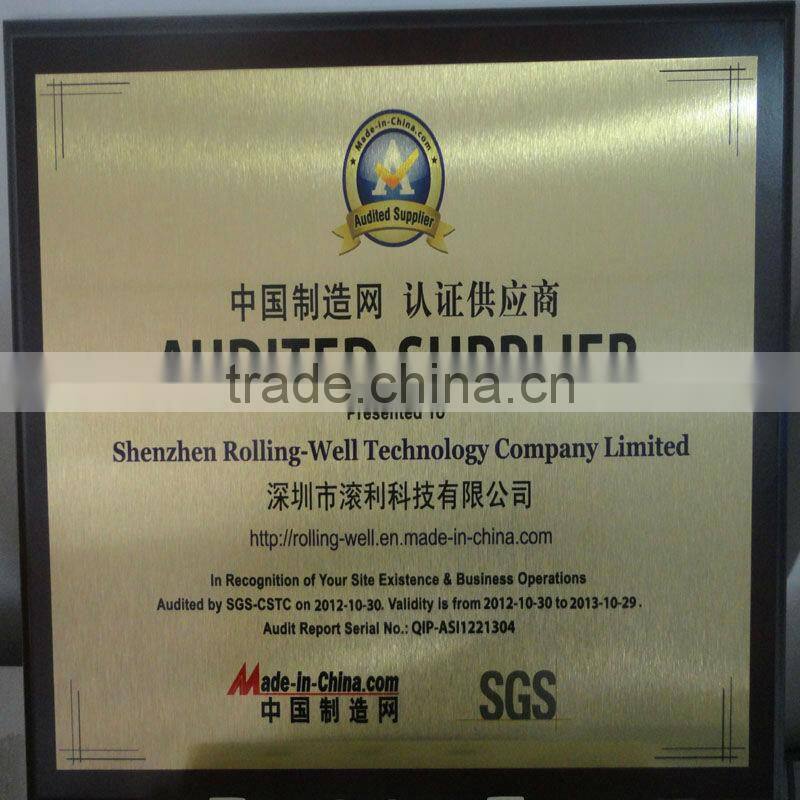 Made-in-China.com
A
Audited Supplier
中国制造网 认证供应商
AUDITED SUPPLIER
trade.china.cn
Presented To
Shenzhen Rolling-Well Technology Company Limited
深圳市滚利科技有限公司
http://rolling-well.en.made-in-china.com
In Recognition of Your Site Existence & Business Operations
Audited by SGS-CSTC on 2012-10-30. Validity is from 2012-10-30 to 2013-10-29.
Audit Report Serial No.: QIP-ASI1221304
Made-in-China.com
中国制造网
SGS